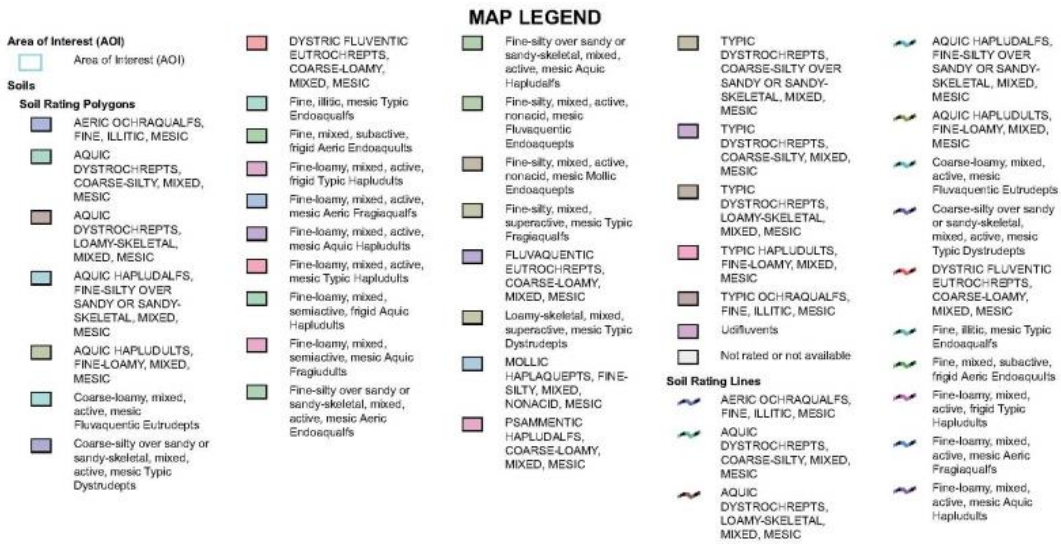 MAP LEGEND
Area of Interest (AOI)
Area of Interest (AOI)
Soils
Soil Rating Polygons
AERIC OCHRAQUALFS,
FINE, ILLITIC, MESIC
AQUIC
DYSTROCHREPTS,
COARSE-SILTY, MIXED,
MESIC
AQUIC
DYSTROCHREPTS,
LOAMY-SKELETAL,
MIXED, MESIC
AQUIC HAPLUDALFS,
FINE-SILTY OVER
SANDY OR SANDY-
SKELETAL, MIXED,
MESIC
AQUIC HAPLUDULTS,
FINE-LOAMY, MIXED,
MESIC
Coarse-loamy, mixed,
active, mesic
Fluvaquentic Eutrudepts
Coarse-silty over sandy or
sandy-skeletal, mixed,
active, mesic Typic
Dystrudepts
DYSTRIC FLUVENTIC
EUTROCHREPTS,
COARSE-LOAMY,
MIXED, MESIC
Fine, illitic, mesic Typic
Endoaqualfs
Fine, mixed, subactive,
frigid Aeric Endoaquults
Fine-loamy, mixed, active,
frigid Typic Hapludults
Fine-loamy, mixed, active,
mesic Aeric Fragiaqualfs
Fine-loamy, mixed, active,
mesic Aquic Hapludults
Fine-loamy, mixed, active,
mesic Typic Hapludults
Fine-loamy, mixed,
semiactive, frigid Aquic
Hapludults
Fine-loamy, mixed,
semiactive, mesic Aquic
Fragiudults
Fine-silty over sandy or
sandy-skeletal, mixed,
active, mesic Aeric
Endoaqualfs
Fine-silty over sandy or
sandy-skeletal, mixed,
active, mesic Aquic
Hapludalfs
Fine-silty, mixed, active,
nonacid, mesic
Fluvaquentic
Endoaquepts
Fine-silty, mixed, active,
nonacid, mesic Mollic
Endoaquepts
Fine-silty, mixed,
superactive, mesic Typic
Fragiaqualfs
FLUVAQUENTIC
EUTROCHREPTS,
COARSE-LOAMY,
MIXED, MESIC
Loamy-skeletal, mixed,
superactive, mesic Typic
Dystrudepts
MOLLIC
HAPLAQUEPTS, FINE-
SILTY, MIXED,
NONACID, MESIC
PSAMMENTIC
HAPLUDALFS,
COARSE-LOAMY,
MIXED, MESIC
TYPIC
DYSTROCHREPTS,
COARSE-SILTY OVER
SANDY OR SANDY-
SKELETAL, MIXED,
MESIC
TYPIC
DYSTROCHREPTS,
COARSE-SILTY, MIXED,
MESIC
TYPIC
DYSTROCHREPTS,
LOAMY-SKELETAL,
MIXED, MESIC
TYPIC HAPLUDULTS,
FINE-LOAMY, MIXED,
MESIC
TYPIC OCHRAQUALFS,
FINE, ILLITIC, MESIC
Udifluvents
Not rated or not available
Soil Rating Lines
AERIC OCHRAQUALFS,
FINE, ILLITIC, MESIC
AQUIC
DYSTROCHREPTS,
COARSE-SILTY, MIXED,
MESIC
AQUIC
DYSTROCHREPTS,
LOAMY-SKELETAL,
MIXED, MESIC
AQUIC HAPLUDALFS,
FINE-SILTY OVER
SANDY OR SANDY-
SKELETAL, MIXED,
MESIC
AQUIC HAPLUDULTS,
FINE-LOAMY, MIXED,
MESIC
Coarse-loamy, mixed,
active, mesic
Fluvaquentic Eutrudepts
Coarse-silty over sandy
or sandy-skeletal,
mixed, active, mesic
Typic Dystrudepts
DYSTRIC FLUVENTIC
EUTROCHREPTS,
COARSE-LOAMY,
MIXED, MESIC
Fine, illitic, mesic Typic
Endoaqualfs
Fine, mixed, subactive,
frigid Aeric Endoaquults
Fine-loamy, mixed,
active, frigid Typic
Hapludults
Fine-loamy, mixed,
active, mesic Aeric
Fragiaqualfs
Fine-loamy, mixed,
active, mesic Aquic
Hapludults